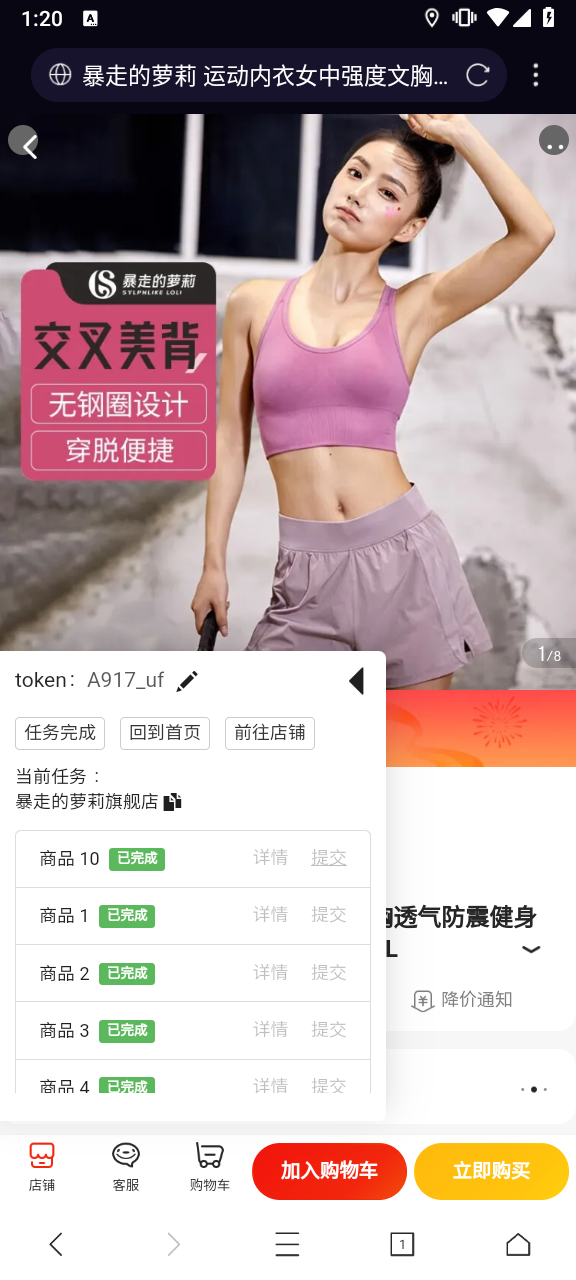 1:20
A
暴走的萝莉 运动内衣女中强度文胸...
暴走的萝莉
SYLPHLIKE LOLI
交叉美背
无钢圈设计
穿脱便捷
1/8
token： A917_uf
任务完成 回到首页 前往店铺
当前任务：
暴走的萝莉旗舰店
商品 10 已完成 详情 提交
商品 1 已完成 详情 提交
商品 2 已完成 详情 提交
商品 3 已完成 详情 提交
商品 4 已完成 详情 提交
胸透气防震健身
L
降价通知
店铺 客服 购物车 加入购物车 立即购买
1